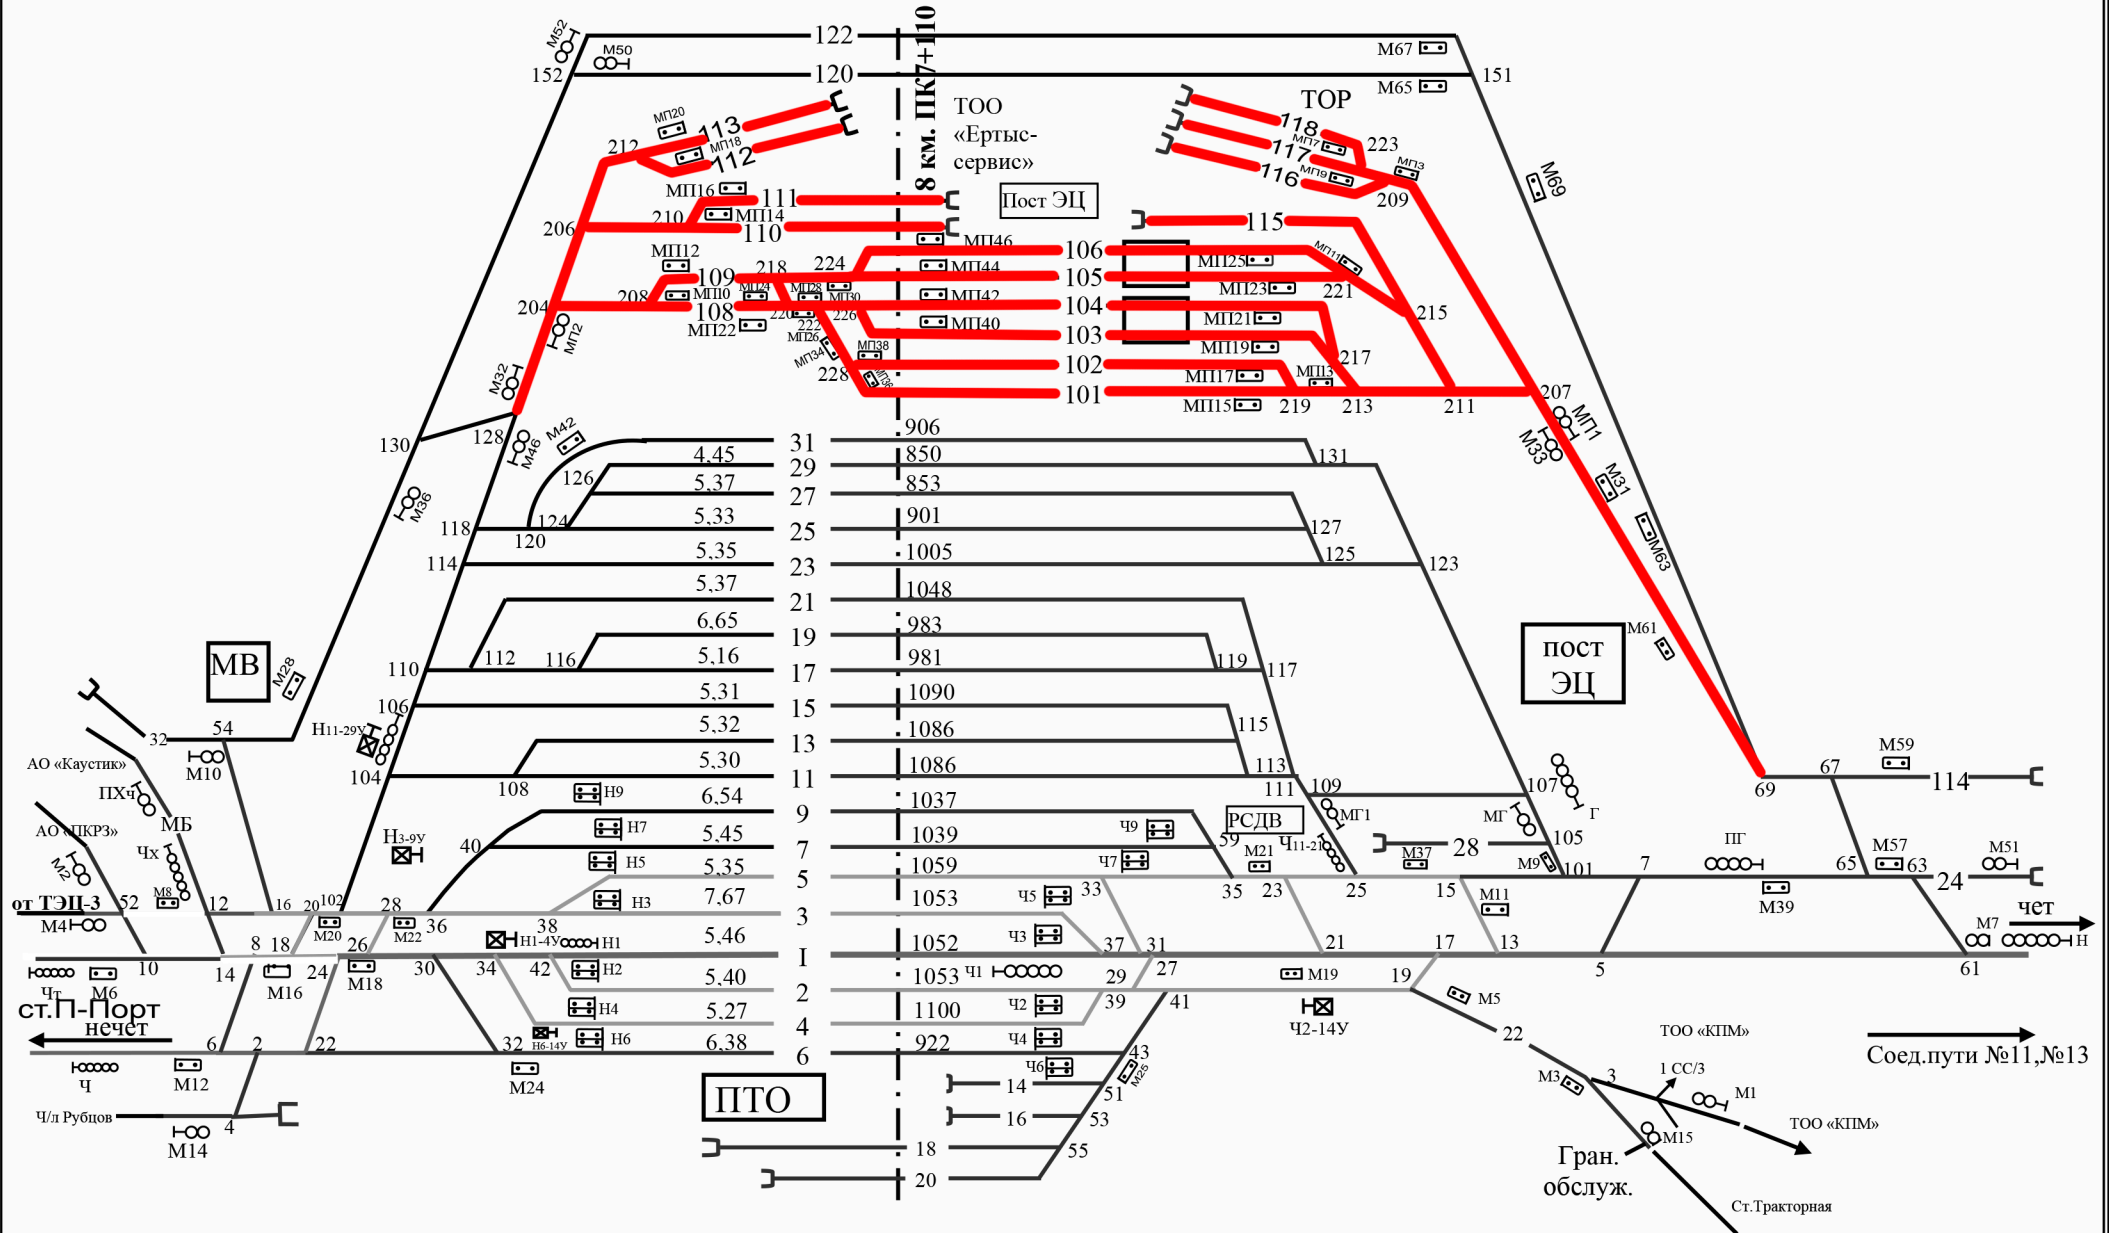 122
120
М52
М50
152
М67
М65
151
8 км. ПК7+110
ТОО
«Ертыс-
сервис»
ТОР
МП20
113
МП18
112
212
118
МП7
223
117
МП9
МП3
116
209
М69
МП16
111
210
МП14
110
206
Пост ЭЦ
115
МП12
МП46
106
МП25
МП11
109
218
224
МП44
105
МП23
221
208
МП10
МП24
МП28
МП30
МП42
104
204
108
220
222
226
МП21
215
МП2
МП22
МП26
МП40
103
МП19
217
МП34
МП38
102
МП17
МП13
228
МП36
101
МП15
219
213
211
207
М32
МП1
М33
130
128
М46
М42
31
906
4,45
29
850
131
126
5,37
27
853
М31
М36
118
120
124
5,33
25
901
127
М63
114
5,35
23
1005
125
123
5,37
21
1048
6,65
19
983
М61
пост
ЭЦ
МВ
М28
110
112
116
5,16
17
981
119
117
106
5,31
15
1090
115
32
54
Н11-29У
5,32
13
1086
М10
АО «Каустик»
104
108
5,30
11
1086
113
111
109
107
М59
67
114
69
ПХч
Н9
6,54
9
1037
РСДВ
МГ1
МГ
Г
АО «ПКРЗ»
МБ
Н3-9У
Н7
5,45
7
1039
Ч9
59
Ч11-21
28
105
ПГ
40
М2
Чх
Н5
5,35
5
1059
Ч7
М21
М37
М9
101
7
65
М57
63
М51
24
М8
33
35
23
25
15
М11
М39
от ТЭЦ-3
52
12
16
20
102
28
Н3
7,67
3
1053
Ч5
чет
М4
М20
М22
36
38
М7
Н
8
18
26
Н1-4У
Н1
5,46
I
1052
Ч3
37
31
21
17
13
10
14
24
М18
30
34
42
Н2
5,40
2
1053
Ч1
29
27
М19
19
5
61
Чт
М6
М16
ст.П-Порт
Н4
5,27
4
1100
Ч2
39
41
М5
Ч2-14У
нечет
6
2
22
Н6-14У
32
Н6
6,38
6
922
Ч4
43
22
ТОО «КПМ»
Соед.пути №11,№13
Ч
М12
М24
Ч6
М25
М3
3
1 СС/3
М1
ПТО
14
51
Ч/л Рубцов
4
16
53
М15
ТОО «КПМ»
М14
18
55
Гран.
обслуж.
20
Ст.Тракторная